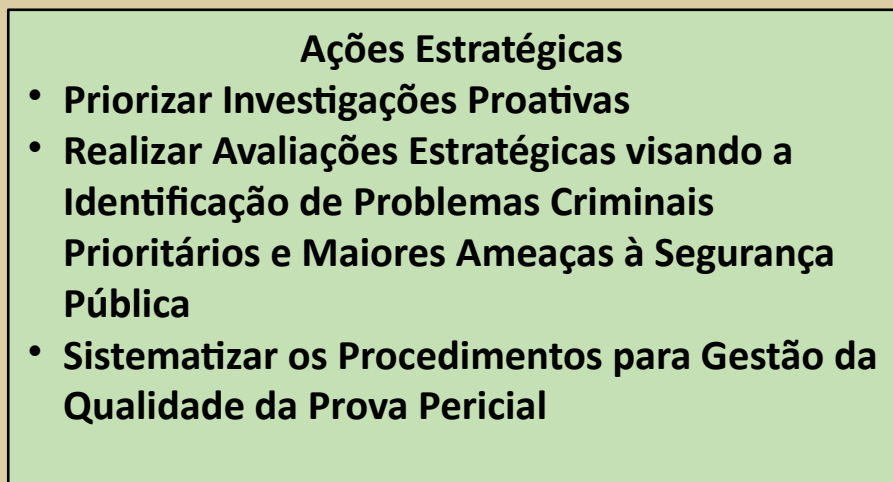 Ações Estratégicas
• Priorizar Investigações Proativas
• Realizar Avaliações Estratégicas visando a
Identificação de Problemas Criminais
Prioritários e Maiores Ameaças à Segurança
Pública
• Sistematizar os Procedimentos para Gestão da
Qualidade da Prova Pericial